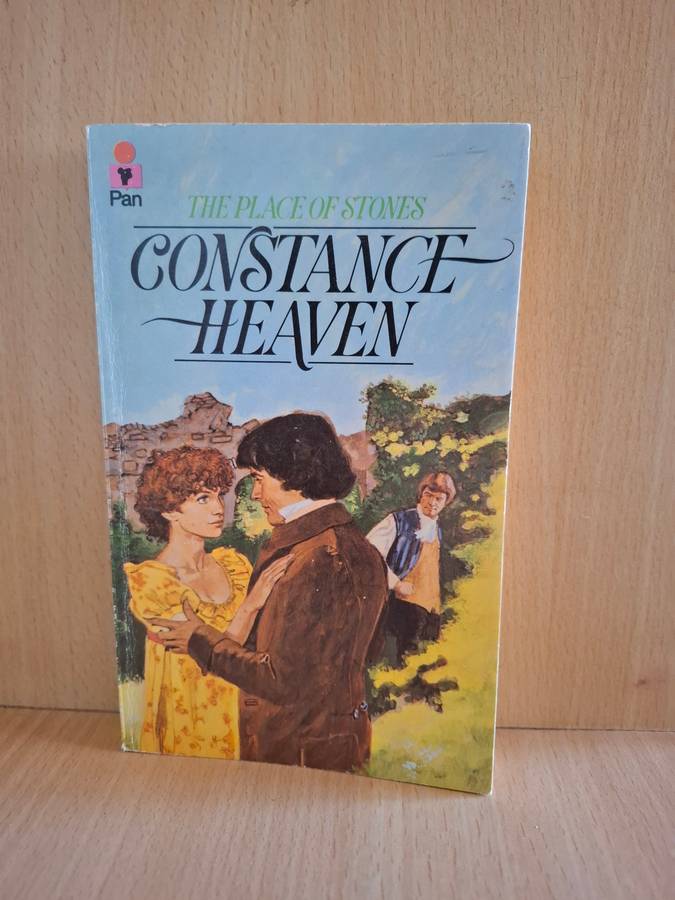 Pan
THE PLACE OF STONES
CONSTANCE
HEAVEN